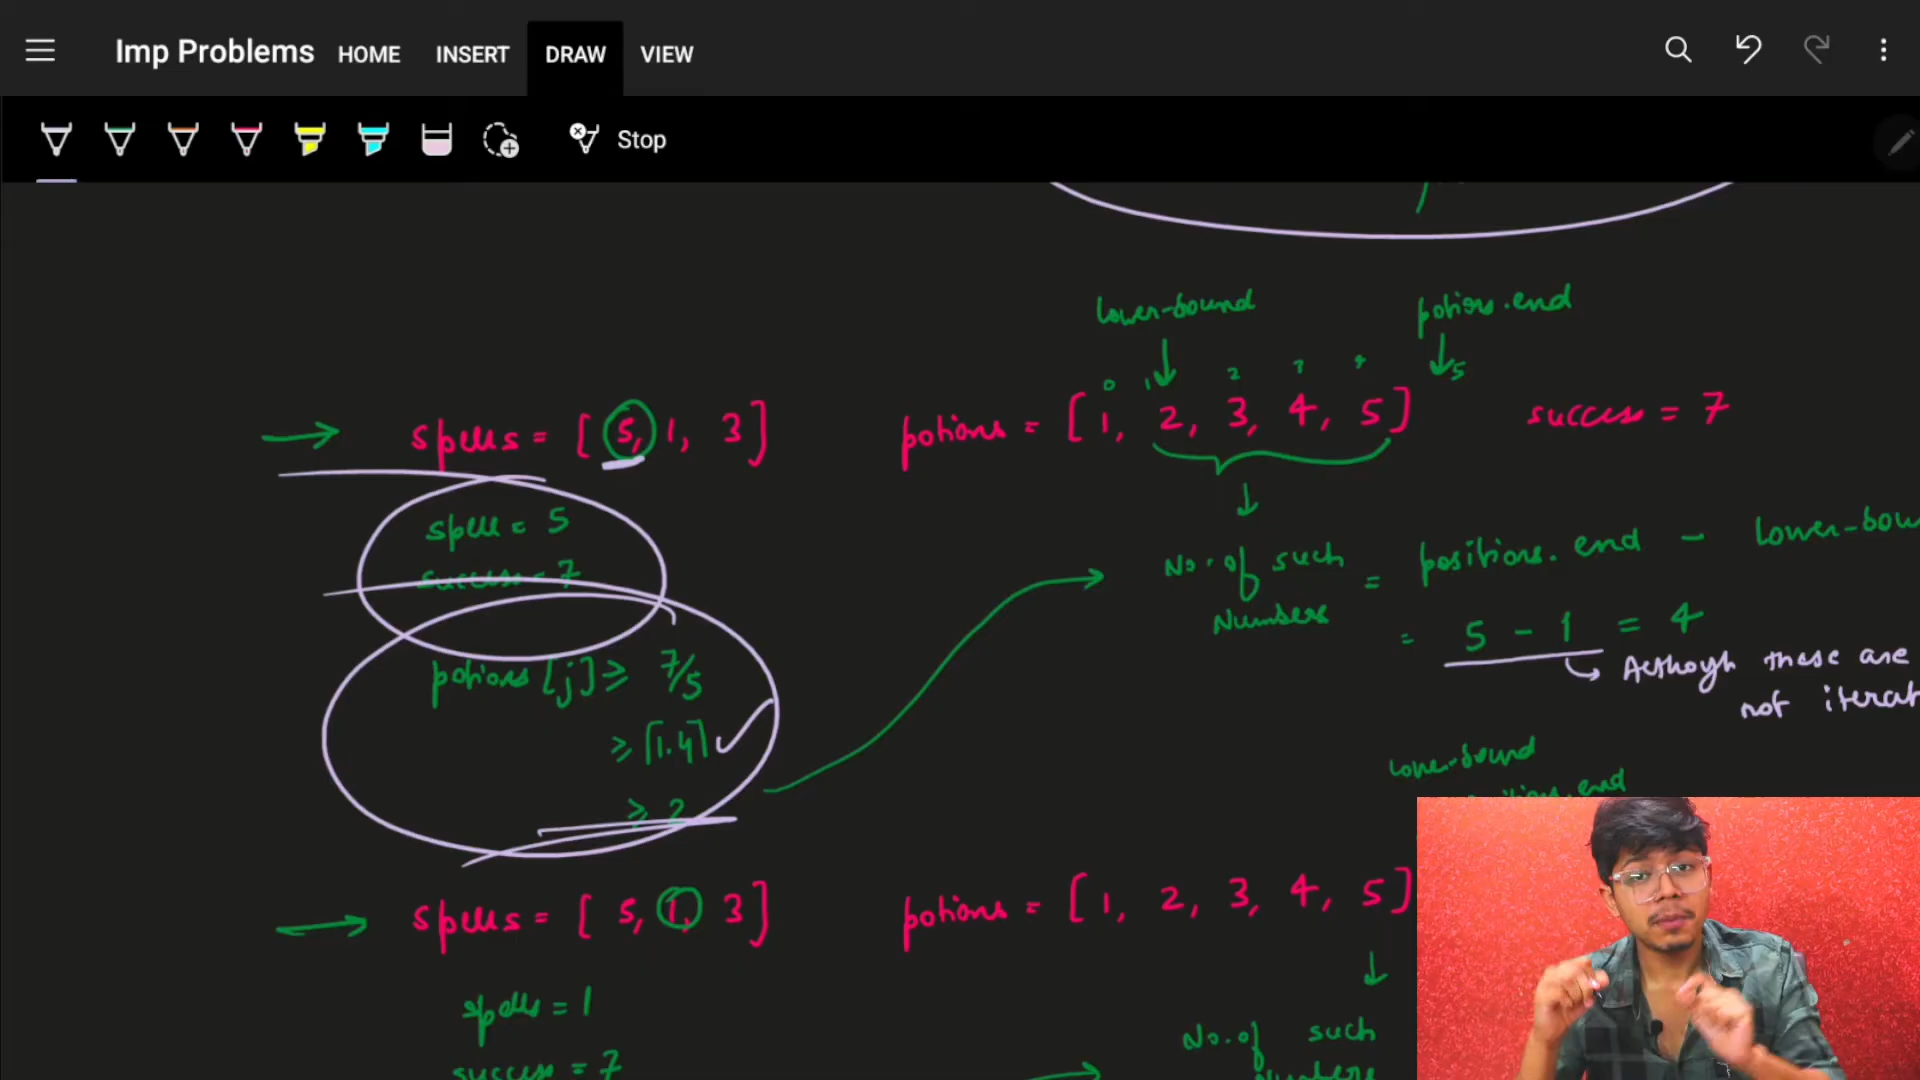 Imp Problems HOME INSERT DRAW VIEW
Stop
lower-bound
potions.end
0 1 2 3 4 5
spells = [ 5, 1, 3 ]
potions = [ 1, 2, 3, 4, 5 ]
success = 7
spell = 5
success = 7
potions [j] ≥ 7/5
≥ ⌈1.4⌉
≥ 2
No. of such
Numbers
= positions. end - lower-bou
= 5 - 1 = 4
Although these are
not iterat
lower-bound
spells = [ 5, 1, 3 ]
potions = [ 1, 2, 3, 4, 5 ]
spells = 1
success = 7
No. of such
Numbers